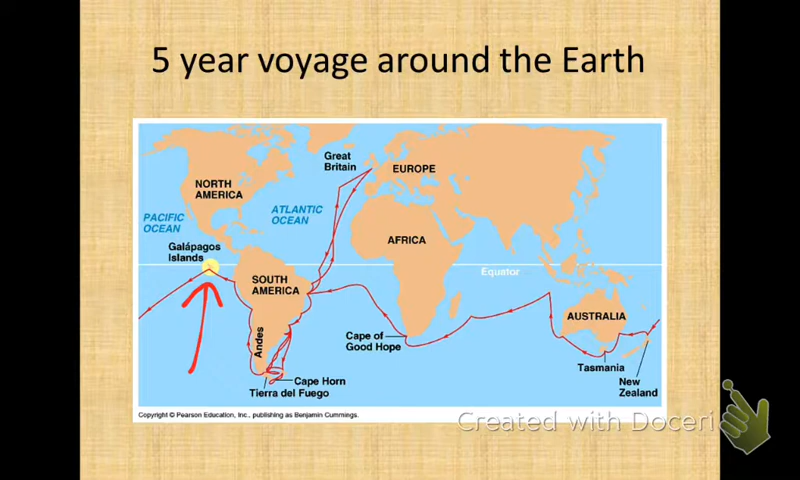 5 year voyage around the Earth
Great
Britain
EUROPE
NORTH
AMERICA
ATLANTIC
OCEAN
PACIFIC
OCEAN
Galápagos
Islands
AFRICA
Equator
SOUTH
AMERICA
AUSTRALIA
Andes
Cape of
Good Hope
Tasmania
Cape Horn
New
Zealand
Tierra del Fuego
Copyright © Pearson Education, Inc., publishing as Benjamin Cummings.
Created with Doceri